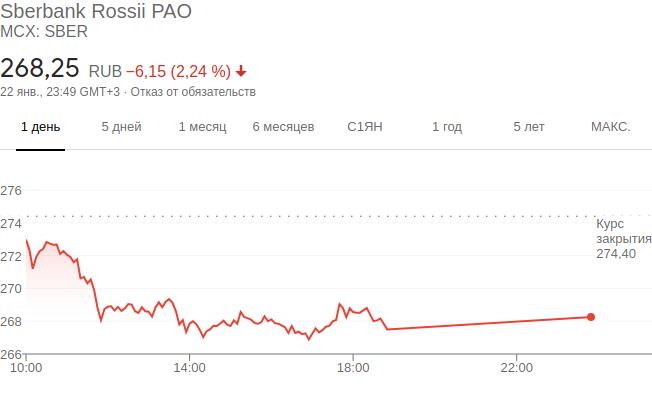 Sberbank Rossii PAO
MCX: SBER
268,25 RUB −6,15 (2,24 %)
22 янв., 23:49 GMT+3 · Отказ от обязательств
1 день 5 дней 1 месяц 6 месяцев С1ЯН 1 год 5 лет МАКС.
276
274
Курс
закрытия
274,40
272
270
268
266
10:00 14:00 18:00 22:00